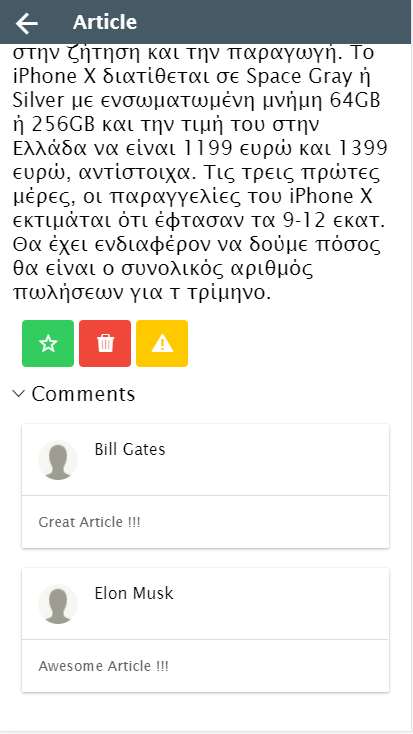 Article
στην ζήτηση και την παραγωγή. Το
iPhone X διατίθεται σε Space Gray ή
Silver με ενσωματωμένη μνήμη 64GB
ή 256GB και την τιμή του στην
Ελλάδα να είναι 1199 ευρώ και 1399
ευρώ, αντίστοιχα. Τις τρεις πρώτες
μέρες, οι παραγγελίες του iPhone X
εκτιμάται ότι έφτασαν τα 9-12 εκατ.
Θα έχει ενδιαφέρον να δούμε πόσος
θα είναι ο συνολικός αριθμός
πωλήσεων για τ τρίμηνο.
Comments
Bill Gates
Great Article !!!
Elon Musk
Awesome Article !!!